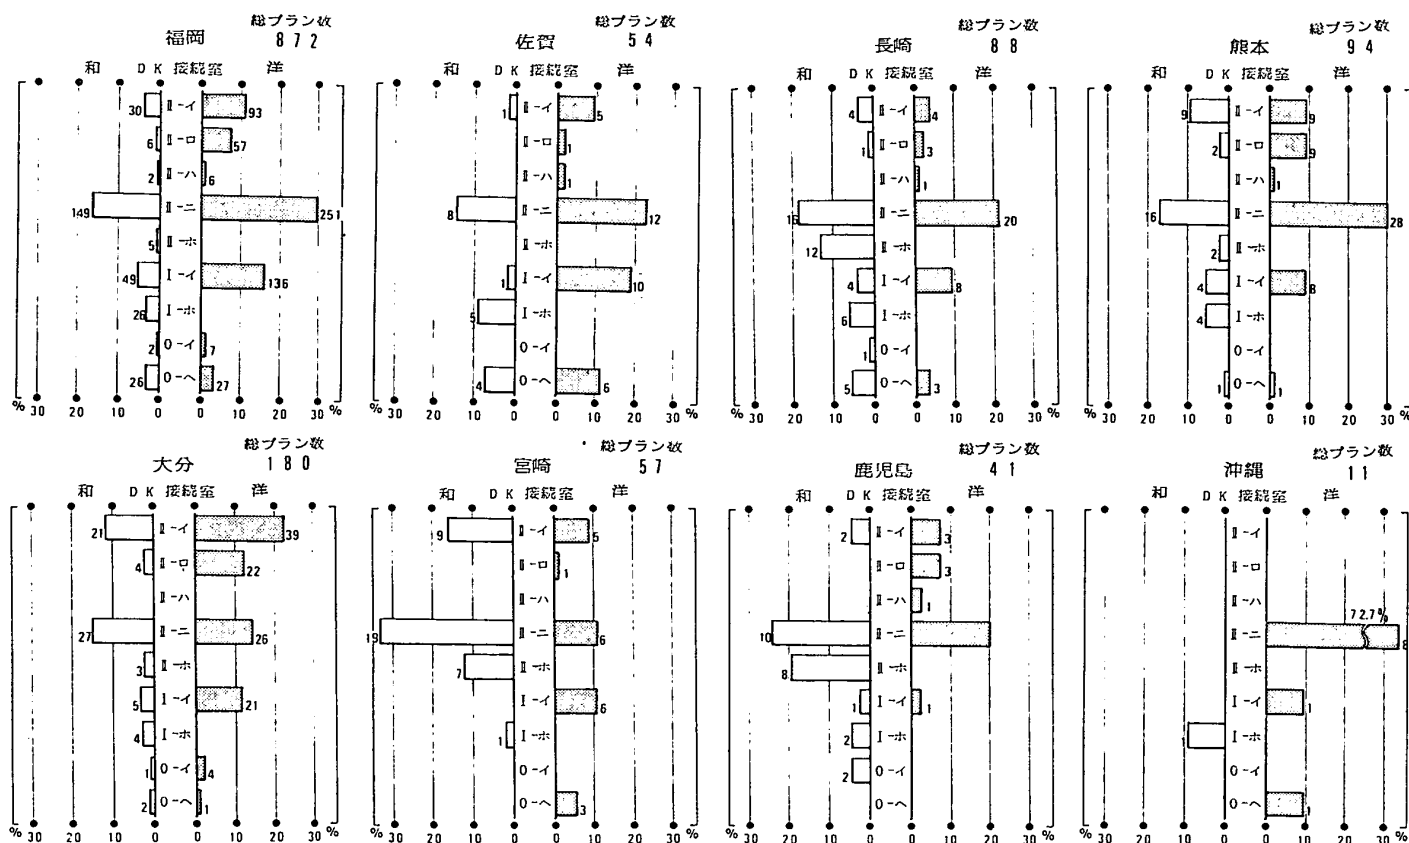 福岡 総プラン数 872
和 DK 接続室 洋
30 Ⅱ-イ 93
6 Ⅱ-ロ 57
2 Ⅱ-ハ 6
149 Ⅱ-ニ 251
5 Ⅱ-ホ
49 Ⅰ-イ 136
26 Ⅰ-ホ
2 0-イ 7
26 0-ヘ 27
% 30 20 10 0 0 10 20 30 %
佐賀 総プラン数 54
和 DK 接続室 洋
1 Ⅱ-イ 5
Ⅱ-ロ 1
Ⅱ-ハ 1
8 Ⅱ-ニ 12
Ⅱ-ホ
1 Ⅰ-イ 10
5 Ⅰ-ホ
0-イ
4 0-ヘ 6
30 20 10 0 0 10 20 30 %
長崎 総プラン数 88
和 DK 接続室 洋
4 Ⅱ-イ 4
1 Ⅱ-ロ 3
Ⅱ-ハ 1
Ⅱ-ニ 20
12 Ⅱ-ホ
4 Ⅰ-イ 8
6 Ⅰ-ホ
1 0-イ
5 0-ヘ 3
% 30 20 10 0 0 10 20 30 %
熊本 総プラン数 94
和 DK 接続室 洋
9 Ⅱ-イ 9
2 Ⅱ-ロ 9
Ⅱ-ハ 1
16 Ⅱ-ニ 28
2 Ⅱ-ホ
4 Ⅰ-イ 8
4 Ⅰ-ホ
0-イ
1 0-ヘ 1
% 30 20 10 0 0 10 20 30%
大分 総プラン数 180
和 DK 接続室 洋
21 Ⅱ-イ 39
4 Ⅱ-ロ 22
Ⅱ-ハ
27 Ⅱ-ニ 26
3 Ⅱ-ホ
5 Ⅰ-イ 21
4 Ⅰ-ホ
1 0-イ 4
2 0-ヘ 1
% 30 20 10 0 0 10 20 30 %
宮崎 総プラン数 57
和 DK 接続室 洋
9 Ⅱ-イ 5
Ⅱ-ロ 1
Ⅱ-ハ
19 Ⅱ-ニ 6
7 Ⅱ-ホ
Ⅰ-イ 6
1 Ⅰ-ホ
0-イ
0-ヘ 3
30 20 10 0 0 10 20 30 %
鹿児島 総プラン数 41
和 DK 接続室 洋
2 Ⅱ-イ 3
Ⅱ-ロ 3
Ⅱ-ハ 1
10 Ⅱ-ニ
8 Ⅱ-ホ
1 Ⅰ-イ 1
2 Ⅰ-ホ
2 0-イ
0-ヘ
% 30 20 10 0 0 10 20 30 %
沖縄 総プラン数 11
和 DK 接続室 洋
Ⅱ-イ
Ⅱ-ロ
Ⅱ-ハ
Ⅱ-ニ 72.7% 8
Ⅱ-ホ
Ⅰ-イ 1
Ⅰ-ホ
0-イ
0-ヘ 1
% 30 20 10 0 0 10 20 30%